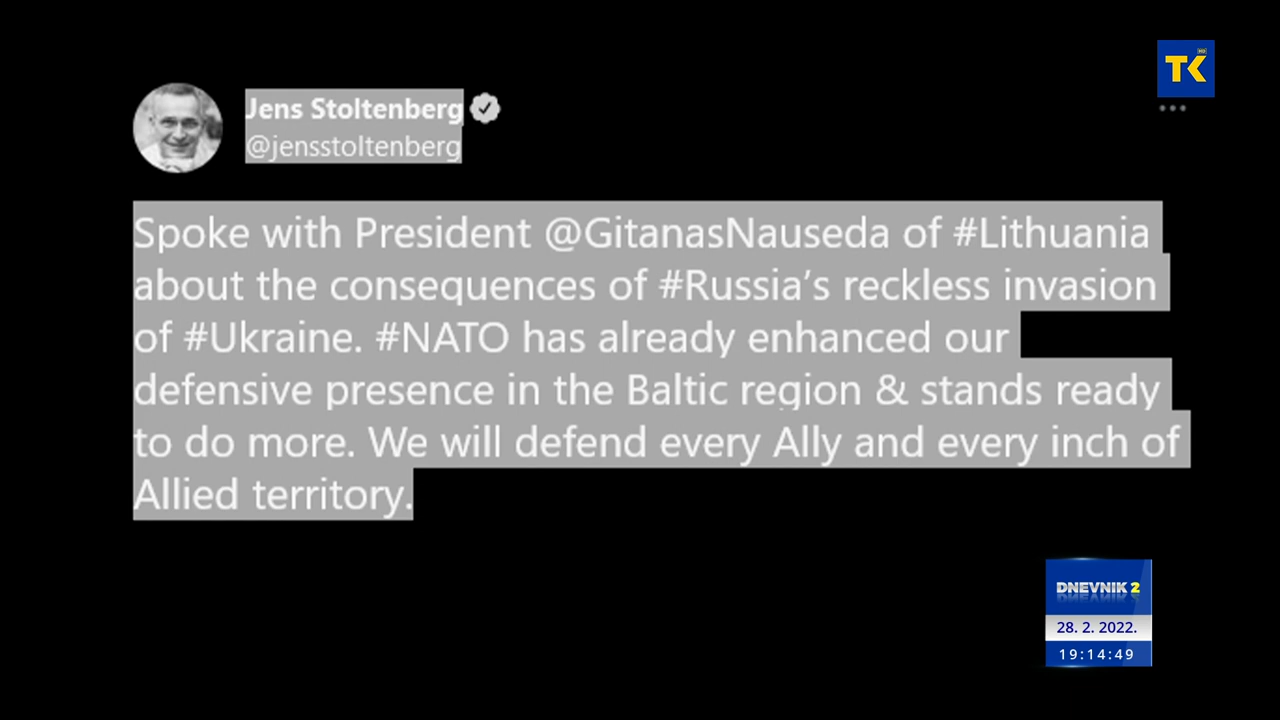 TK
HD
Jens Stoltenberg
@jensstoltenberg
Spoke with President @GitanasNauseda of #Lithuania
about the consequences of #Russia’s reckless invasion
of #Ukraine. #NATO has already enhanced our
defensive presence in the Baltic region & stands ready
to do more. We will defend every Ally and every inch of
Allied territory.
DNEVNIK 2
28. 2. 2022.
19:14:49